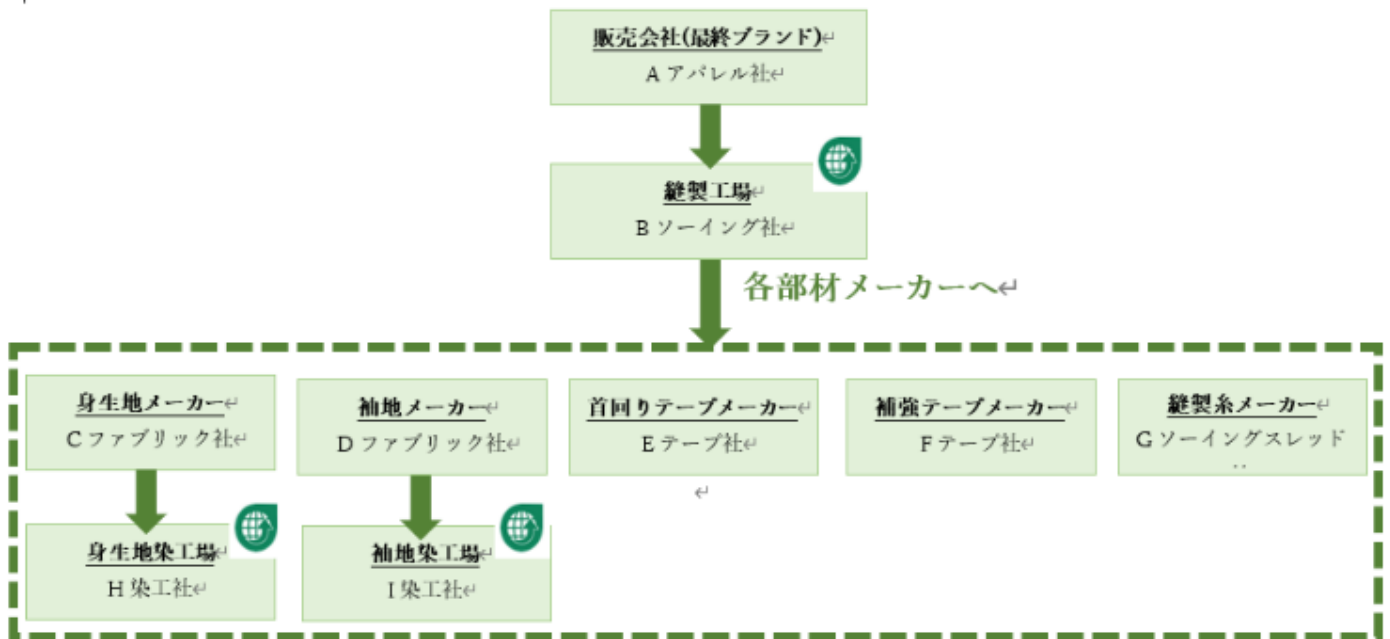 販売会社(最終ブランド)↵
A アパレル社↵
縫製工場↵
B ソーイング社↵
各部材メーカーへ↵
身生地メーカー↵
C ファブリック社↵
袖地メーカー↵
D ファブリック社↵
首回りテープメーカー↵
E テープ社↵
↵
補強テープメーカー↵
F テープ社↵
縫製糸メーカー↵
G ソーイングスレッド
身生地染工場↵
H 染工社↵
袖地染工場↵
I 染工社↵